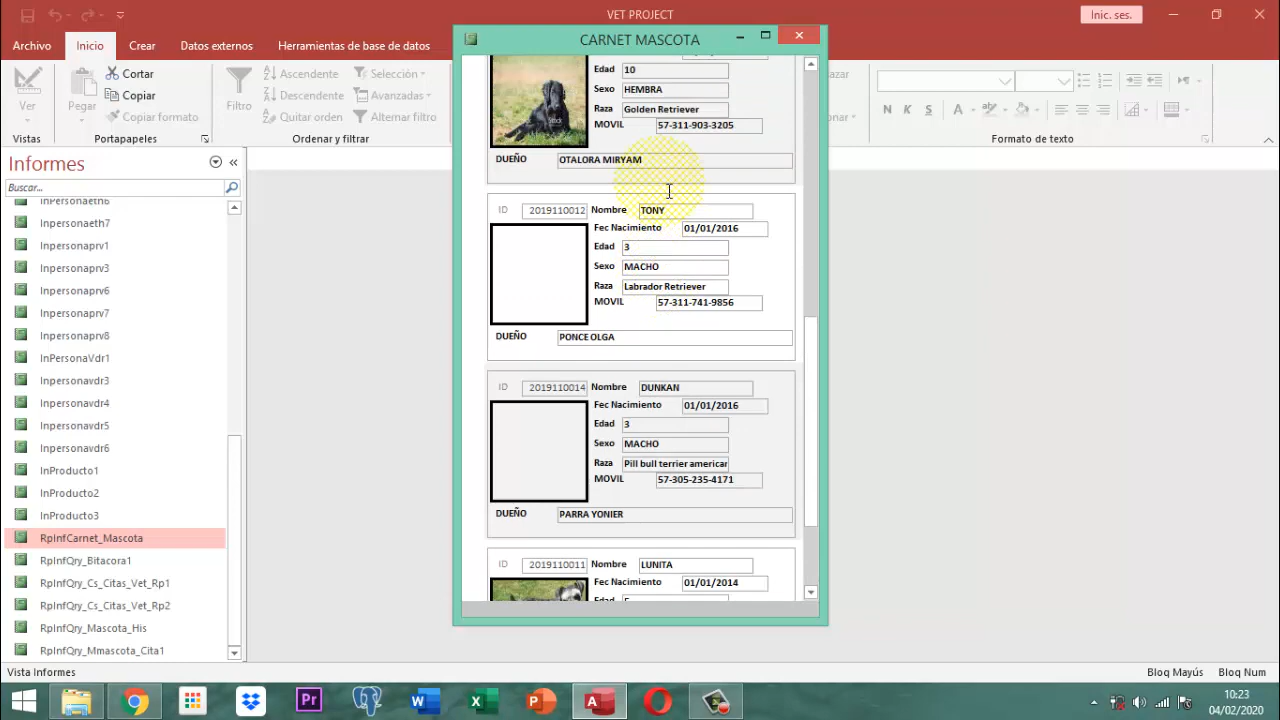 VET PROJECT
Inic. ses.
Archivo Inicio Crear Datos externos Herramientas de base de datos
CARNET MASCOTA
Ver
Vistas
Pegar
Cortar
Copiar
Copiar formato
Portapapeles
Filtro
Ascendente
Descendente
Quitar orden
Selección
Avanzadas
Alternar filtro
Ordenar y filtrar
N K S
A
Formato de texto
Informes
Buscar...
Inpersonaeth6
Inpersonaeth7
Inpersonaprv1
Inpersonaprv3
Inpersonaprv6
Inpersonaprv7
Inpersonaprv8
InPersonaVdr1
Inpersonavdr3
Inpersonavdr4
Inpersonavdr5
Inpersonavdr6
InProducto1
InProducto2
InProducto3
RpInfCarnet_Mascota
RpInfQry_Bitacora1
RpInfQry_Cs_Citas_Vet_Rp1
RpInfQry_Cs_Citas_Vet_Rp2
RpInfQry_Mascota_His
RpInfQry_Mmascota_Cita1
Edad 10
Sexo HEMBRA
Raza Golden Retriever
MOVIL 57-311-903-3205
DUEÑO OTALORA MIRYAM
ID 2019110012 Nombre TONY
Fec Nacimiento 01/01/2016
Edad 3
Sexo MACHO
Raza Labrador Retriever
MOVIL 57-311-741-9856
DUEÑO PONCE OLGA
ID 2019110014 Nombre DUNKAN
Fec Nacimiento 01/01/2016
Edad 3
Sexo MACHO
Raza Pill bull terrier american
MOVIL 57-305-235-4171
DUEÑO PARRA YONIER
ID 2019110011 Nombre LUNITA
Fec Nacimiento 01/01/2014
Vista Informes
Bloq Mayús Bloq Num
10:23
04/02/2020